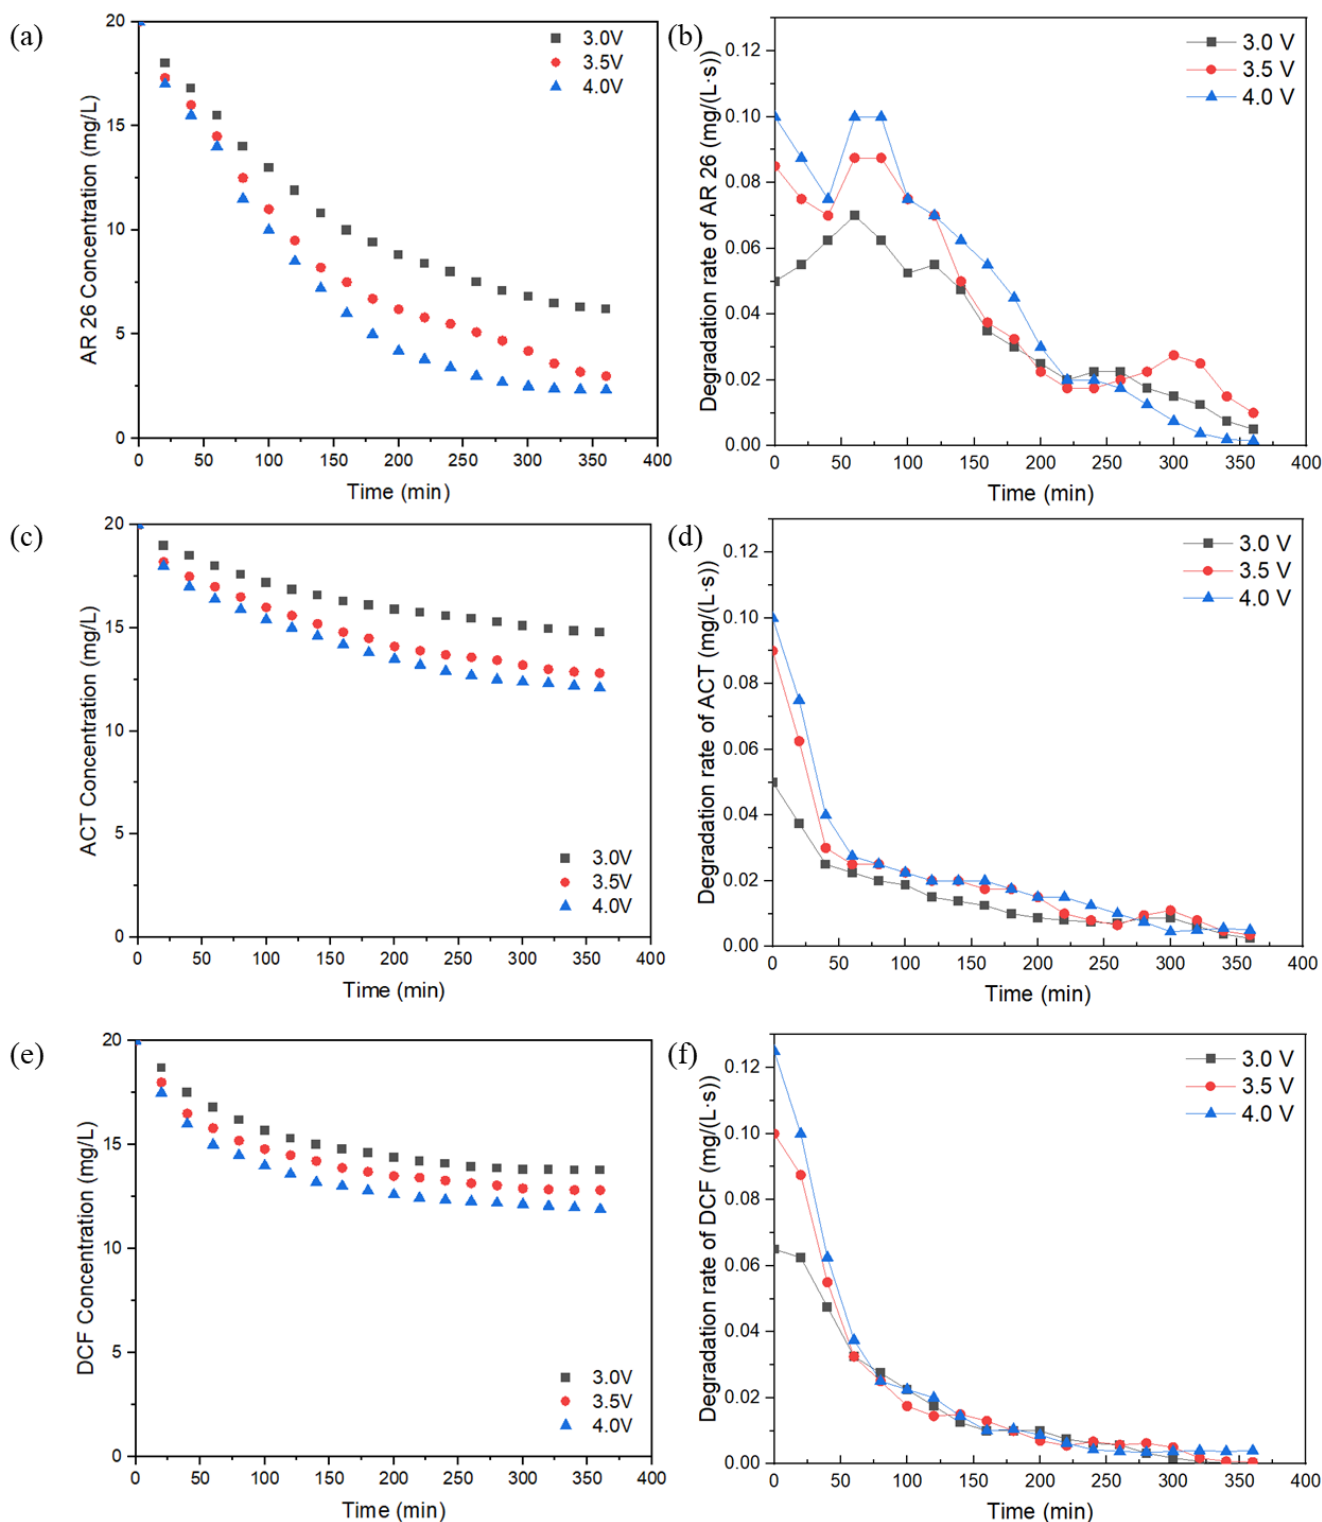 (a)
20
15
10
5
0
AR 26 Concentration (mg/L)
3.0V
3.5V
4.0V
0 50 100 150 200 250 300 350 400
Time (min)
(b)
0.12
0.10
0.08
0.06
0.04
0.02
0.00
Degradation rate of AR 26 (mg/(L·s))
3.0 V
3.5 V
4.0 V
0 50 100 150 200 250 300 350 400
Time (min)
(c)
20
15
10
5
0
ACT Concentration (mg/L)
3.0V
3.5V
4.0V
0 50 100 150 200 250 300 350 400
Time (min)
(d)
0.12
0.10
0.08
0.06
0.04
0.02
0.00
Degradation rate of ACT (mg/(L·s))
3.0 V
3.5 V
4.0 V
0 50 100 150 200 250 300 350 400
Time (min)
(e)
20
15
10
5
0
DCF Concentration (mg/L)
3.0V
3.5V
4.0V
0 50 100 150 200 250 300 350 400
Time (min)
(f)
0.12
0.10
0.08
0.06
0.04
0.02
0.00
Degradation rate of DCF (mg/(L·s))
3.0 V
3.5 V
4.0 V
0 50 100 150 200 250 300 350 400
Time (min)